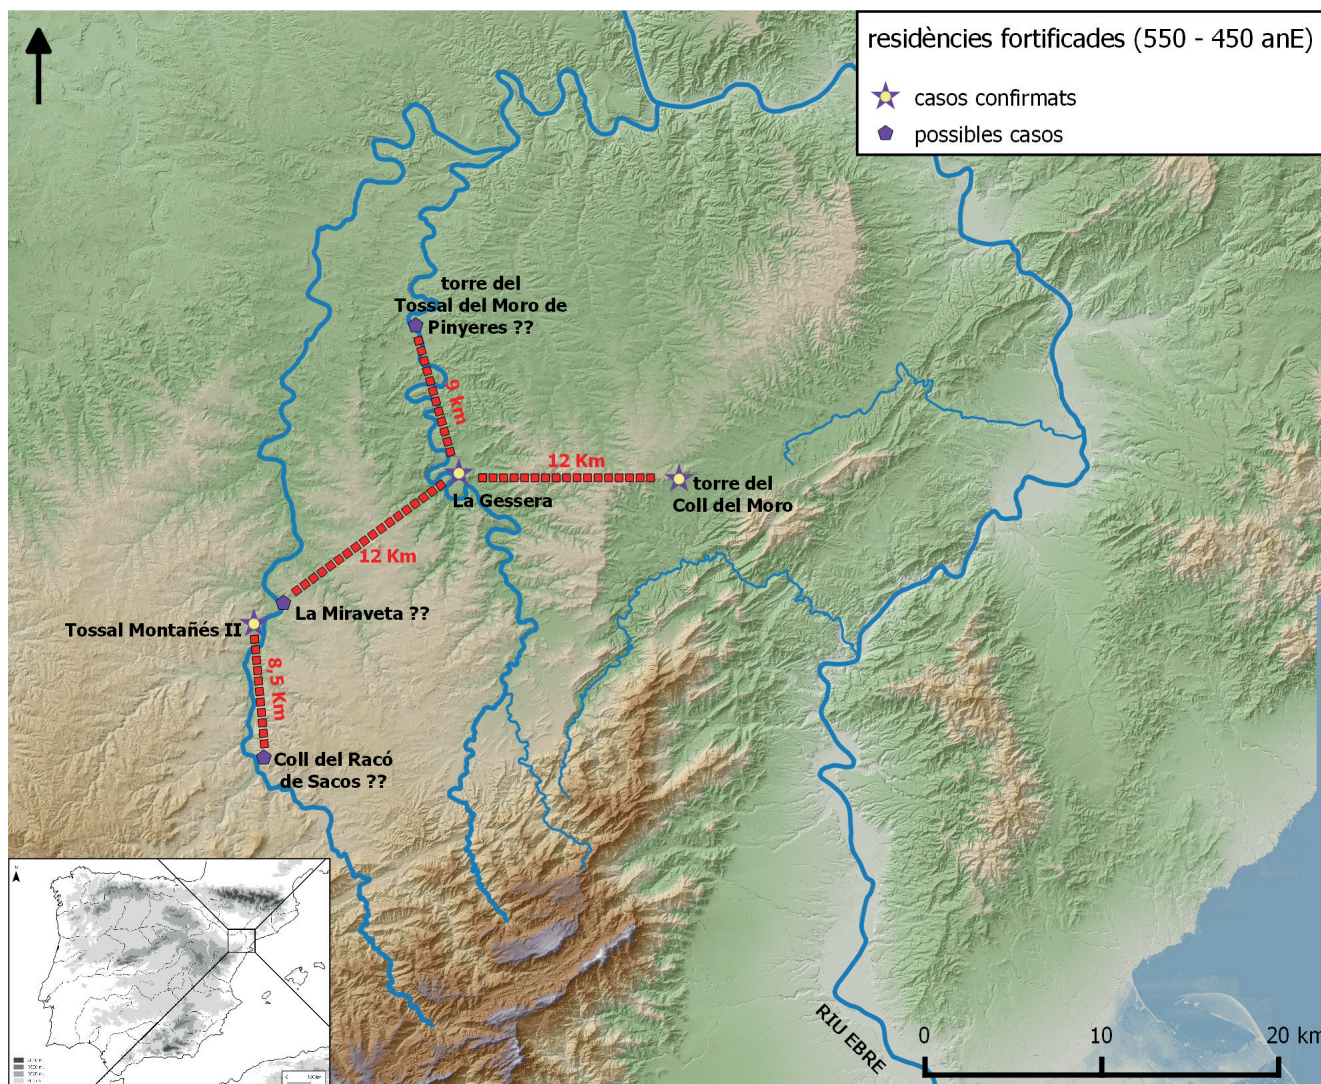 residències fortificades (550 - 450 anE)
casos confirmats
possibles casos
torre del
Tossal del Moro de
Pinyeres ??
9 km
12 Km
La Gessera
torre del
Coll del Moro
12 Km
La Miraveta ??
Tossal Montañés II
8,5 Km
Coll del Racó
de Sacos ??
RIU EBRE
0 10 20 km